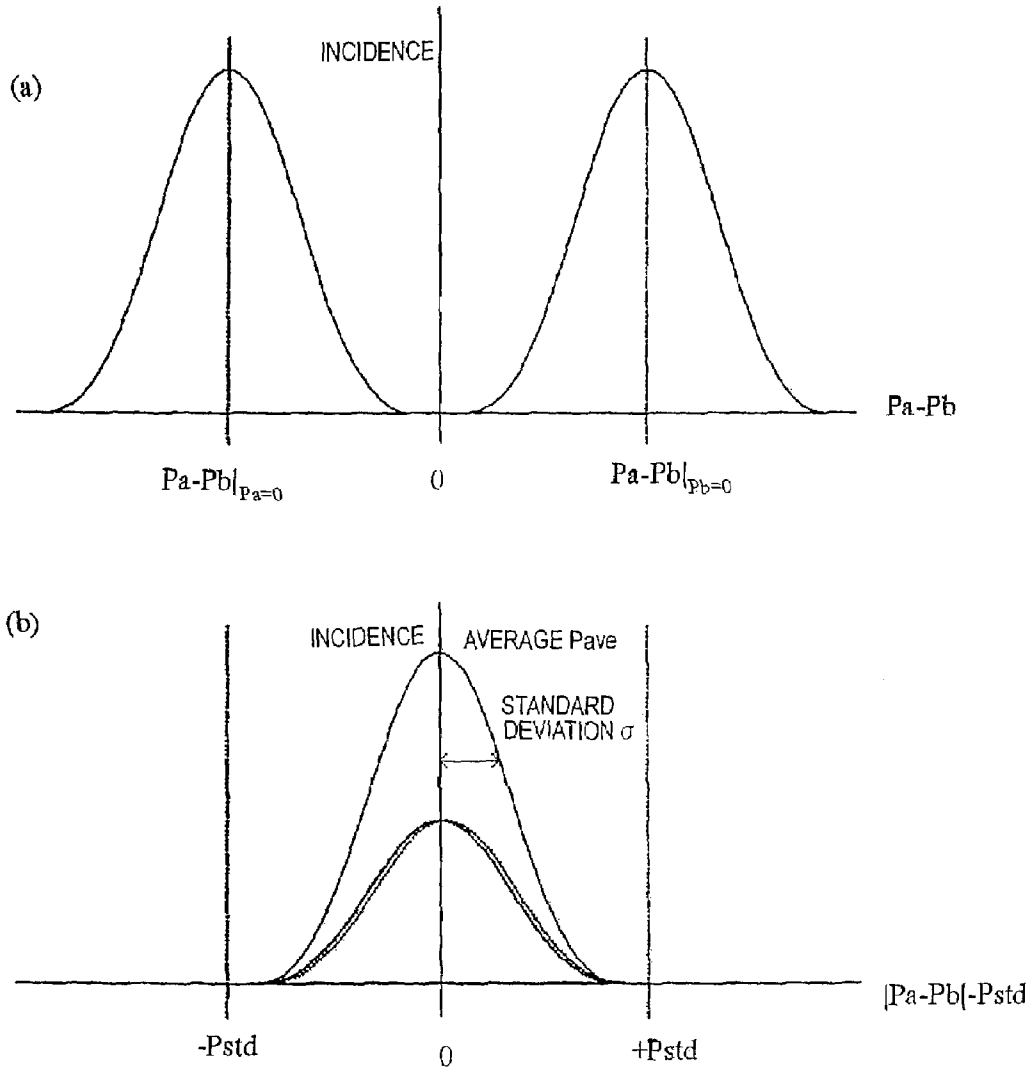 INCIDENCE
(a)
Pa-Pb
Pa-Pb|Pa=0
0
Pa-Pb|Pb=0
(b)
INCIDENCE
AVERAGE Pave
STANDARD
DEVIATION σ
|Pa-Pb|-Pstd
-Pstd
0
+Pstd